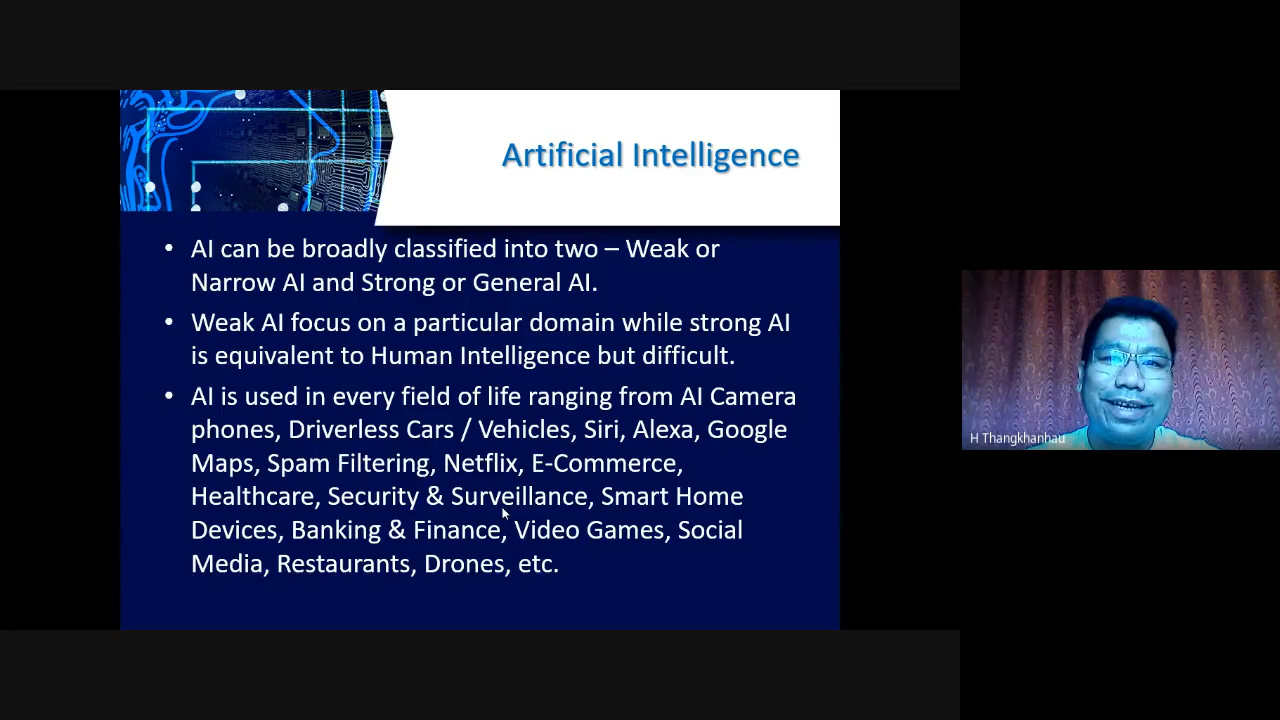 Artificial Intelligence
• AI can be broadly classified into two – Weak or
Narrow AI and Strong or General AI.
• Weak AI focus on a particular domain while strong AI
is equivalent to Human Intelligence but difficult.
• AI is used in every field of life ranging from AI Camera
phones, Driverless Cars / Vehicles, Siri, Alexa, Google
Maps, Spam Filtering, Netflix, E-Commerce,
Healthcare, Security & Surveillance, Smart Home
Devices, Banking & Finance, Video Games, Social
Media, Restaurants, Drones, etc.
H Thangkhanhau